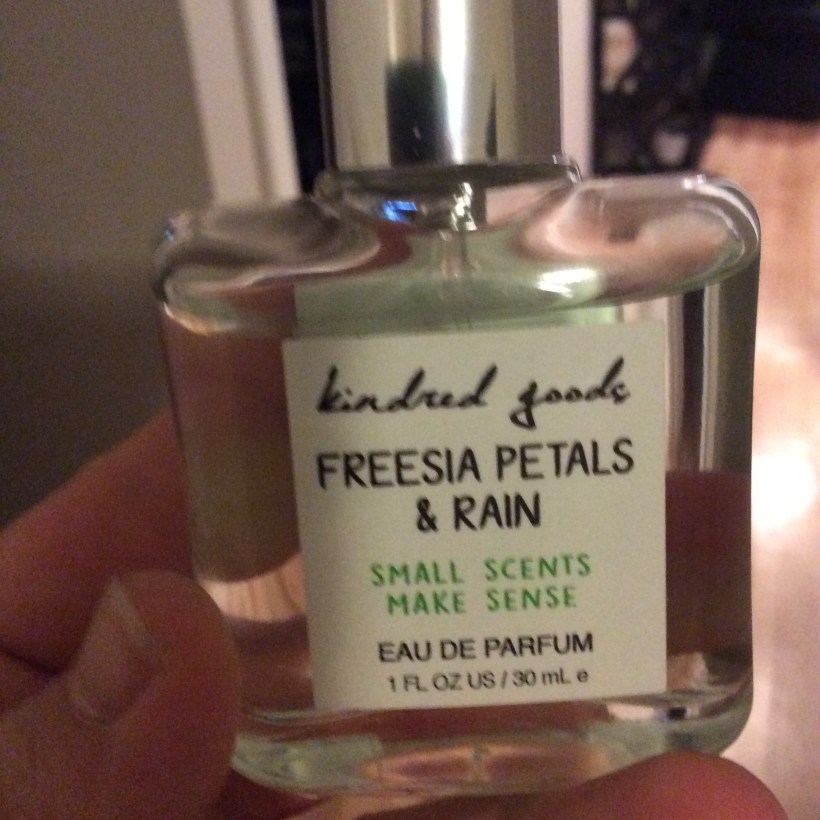 kindred goods
FREESIA PETALS
& RAIN
SMALL SCENTS
MAKE SENSE
EAU DE PARFUM
1 FL OZ US / 30 mL e